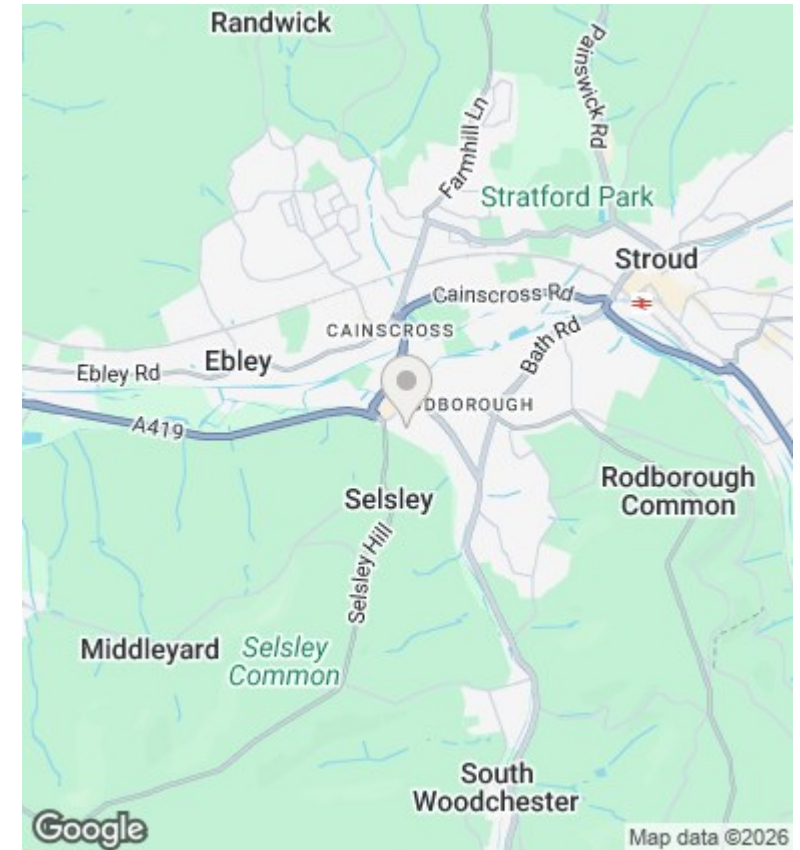 Randwick
Painswick Rd
Farmhill Ln
Stratford Park
Stroud
Cainscross Rd
CAINSCROSS
Bath Rd
Ebley
Ebley Rd
DBOROUGH
A419
Rodborough
Common
Selsley
Selsley Hill
Middleyard
Selsley
Common
South
Woodchester
Google
Map data ©2026